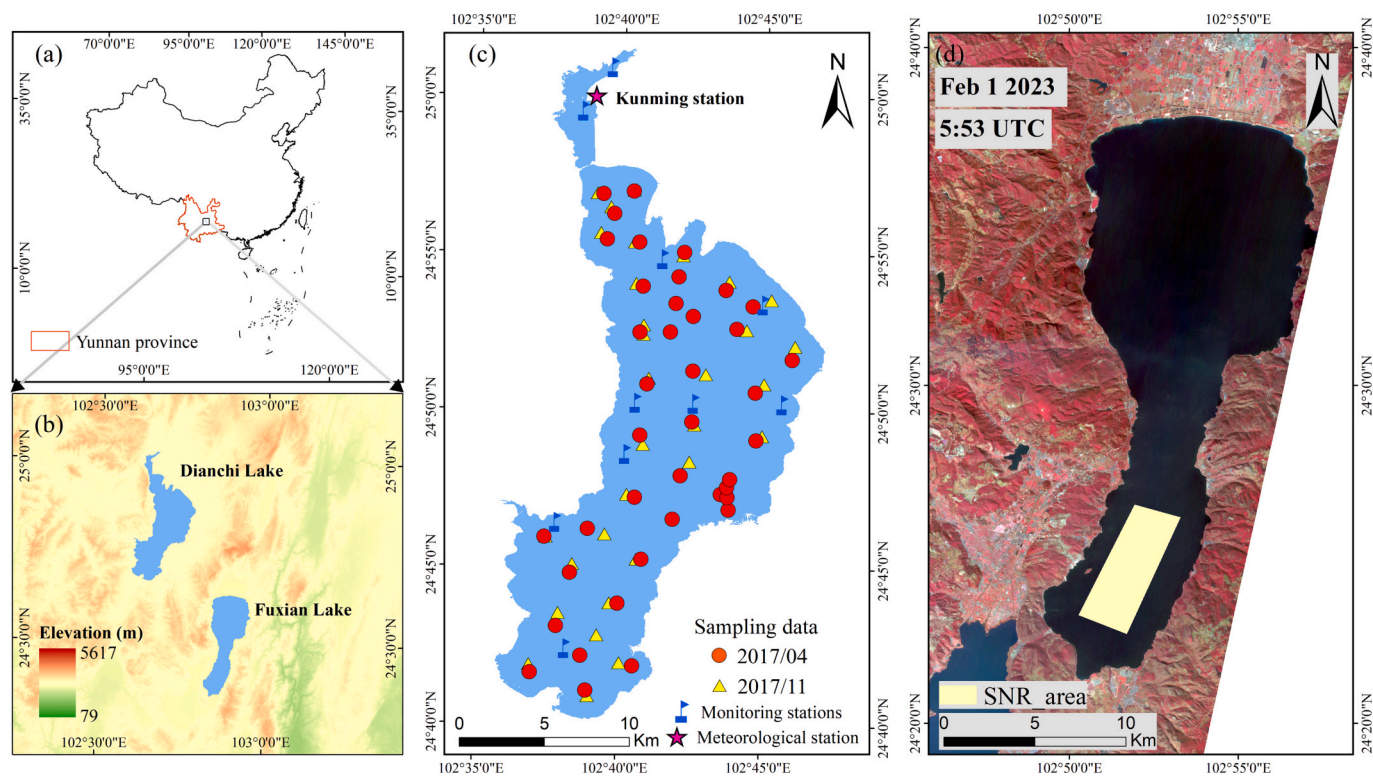 (a)
70°0'0"E 95°0'0"E 120°0'0"E 145°0'0"E
35°0'0"N
35°0'0"N
10°0'0"N
10°0'0"N
Yunnan province
95°0'0"E 120°0'0"E
102°30'0"E 103°0'0"E
(b)
25°0'0"N
25°0'0"N
Dianchi Lake
Fuxian Lake
24°30'0"N
24°30'0"N
Elevation (m)
5617
79
102°30'0"E 103°0'0"E
102°35'0"E 102°40'0"E 102°45'0"E
(c)
N
Kunming station
25°0'0"N
25°0'0"N
24°55'0"N
24°55'0"N
24°50'0"N
24°50'0"N
24°45'0"N
24°45'0"N
24°40'0"N
24°40'0"N
Sampling data
2017/04
2017/11
Monitoring stations
Meteorological station
0 5 10
Km
102°35'0"E 102°40'0"E 102°45'0"E
102°50'0"E 102°55'0"E
(d)
N
Feb 1 2023
5:53 UTC
24°40'0"N
24°40'0"N
24°30'0"N
24°30'0"N
24°20'0"N
24°20'0"N
SNR_area
0 5 10
Km
102°50'0"E 102°55'0"E